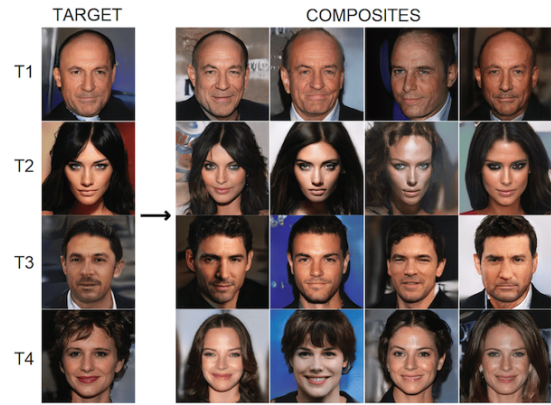 TARGET
COMPOSITES
T1
T2
→
T3
T4